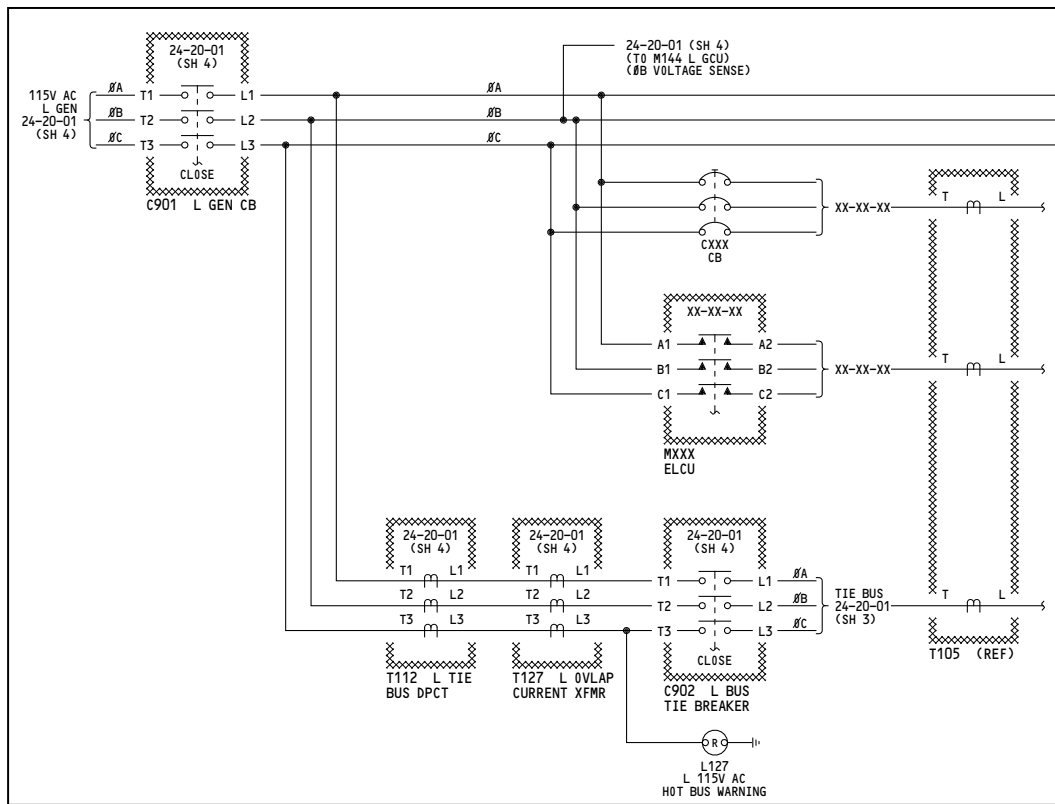 24-20-01
(SH 4)
24-20-01 (SH 4)
(TO M144 L GCU)
(ØB VOLTAGE SENSE)
115V AC
L GEN
24-20-01
(SH 4)
ØA T1 L1 ØA
ØB T2 L2 ØB
ØC T3 L3 ØC
CLOSE
C901 L GEN CB
CXXX
CB
XX-XX-XX
T L
XX-XX-XX
A1 A2
B1 B2
C1 C2
XX-XX-XX
T L
MXXX
ELCU
24-20-01
(SH 4)
24-20-01
(SH 4)
24-20-01
(SH 4)
T1 L1 T1 L1 T1 L1 ØA
T2 L2 T2 L2 T2 L2 ØB
T3 L3 T3 L3 T3 L3 ØC
CLOSE
TIE BUS
24-20-01
(SH 3)
T L
T105 (REF)
T112 L TIE
BUS DPCT
T127 L OVLAP
CURRENT XFMR
C902 L BUS
TIE BREAKER
R
L127
L 115V AC
HOT BUS WARNING